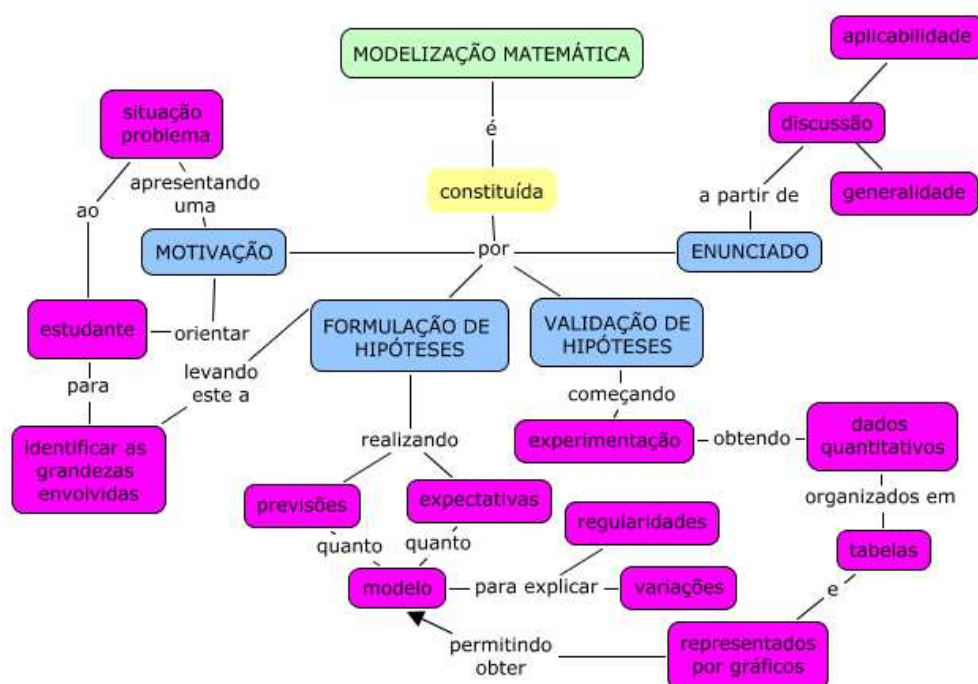 MODELIZAÇÃO MATEMÁTICA
é
constituída
por
situação
problema
apresentando
uma
ao
MOTIVAÇÃO
estudante
orientar
para
identificar as
grandezas
envolvidas
levando
este a
FORMULAÇÃO DE
HIPÓTESES
realizando
previsões
expectativas
quanto
quanto
modelo
para explicar
regularidades
variações
VALIDAÇÃO DE
HIPÓTESES
começando
experimentação
obtendo
dados
quantitativos
organizados em
tabelas
e
representados
por gráficos
permitindo
obter
ENUNCIADO
a partir de
discussão
aplicabilidade
generalidade